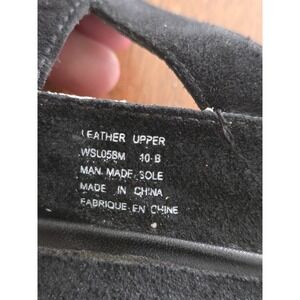 LEATHER UPPER
WSL05BM 10 B
MAN MADE SOLE
MADE IN CHINA
FABRIQUE EN CHINE